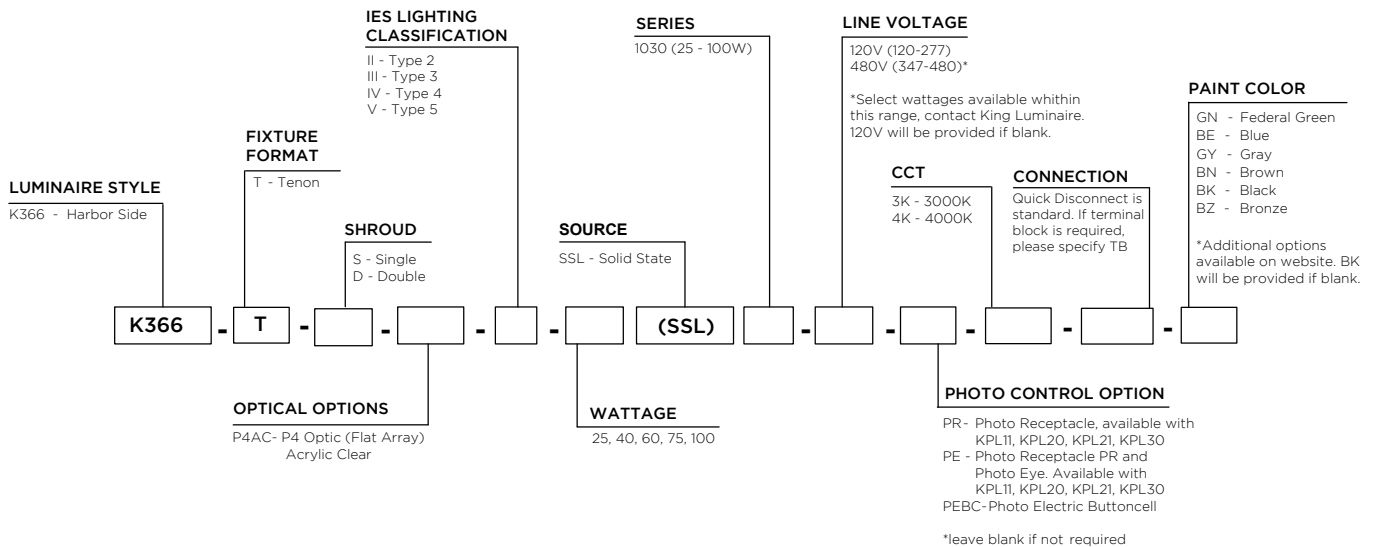 LUMINAIRE STYLE
K366 - Harbor Side
FIXTURE
FORMAT
T - Tenon
SHROUD
S - Single
D - Double
IES LIGHTING
CLASSIFICATION
II - Type 2
III - Type 3
IV - Type 4
V - Type 5
SOURCE
SSL - Solid State
SERIES
1030 (25 - 100W)
LINE VOLTAGE
120V (120-277)
480V (347-480)*
*Select wattages available whithin
this range, contact King Luminaire.
120V will be provided if blank.
CCT
3K - 3000K
4K - 4000K
CONNECTION
Quick Disconnect is
standard. If terminal
block is required,
please specify TB
PAINT COLOR
GN - Federal Green
BE - Blue
GY - Gray
BN - Brown
BK - Black
BZ - Bronze
*Additional options
available on website. BK
will be provided if blank.
K366 - T - - - - (SSL) - - - - -
OPTICAL OPTIONS
P4AC- P4 Optic (Flat Array)
Acrylic Clear
WATTAGE
25, 40, 60, 75, 100
PHOTO CONTROL OPTION
PR- Photo Receptacle, available with
KPL11, KPL20, KPL21, KPL30
PE - Photo Receptacle PR and
Photo Eye. Available with
KPL11, KPL20, KPL21, KPL30
PEBC-Photo Electric Buttoncell
*leave blank if not required